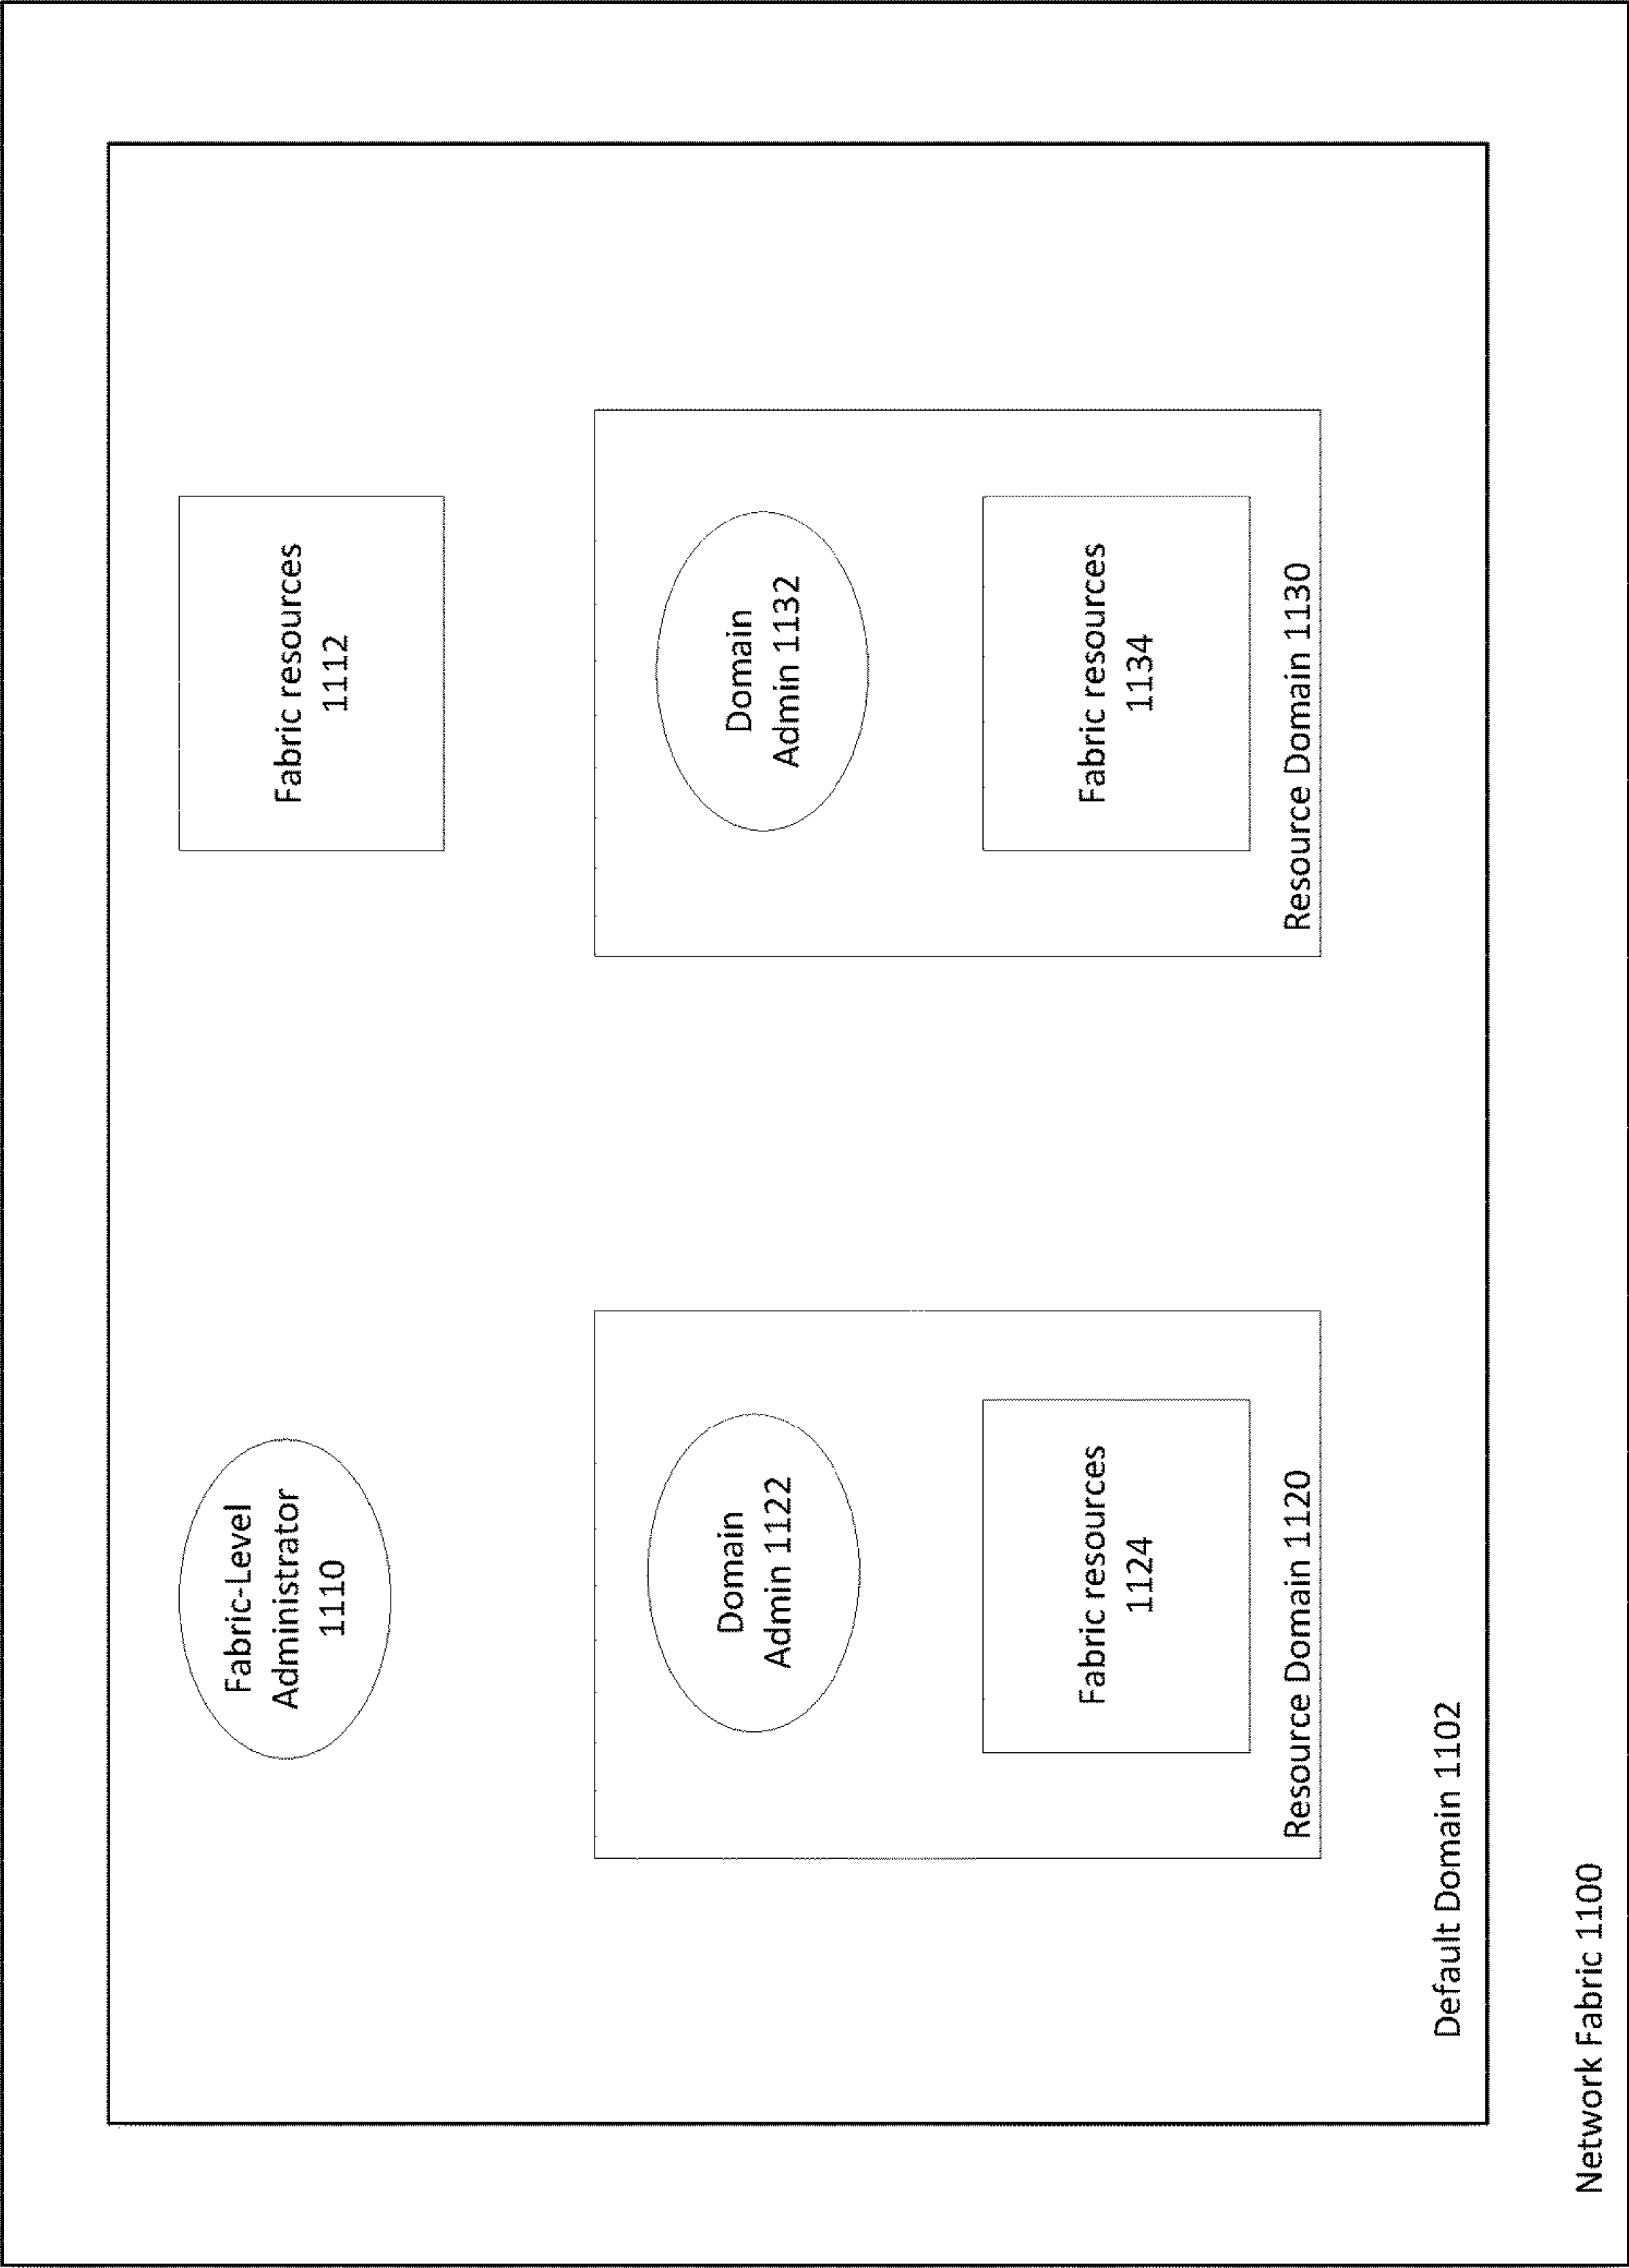 Fabric-Level
Administrator
1110
Fabric resources
1112
Domain
Admin 1122
Fabric resources
1124
Resource Domain 1120
Domain
Admin 1132
Fabric resources
1134
Resource Domain 1130
Default Domain 1102
Network Fabric 1100